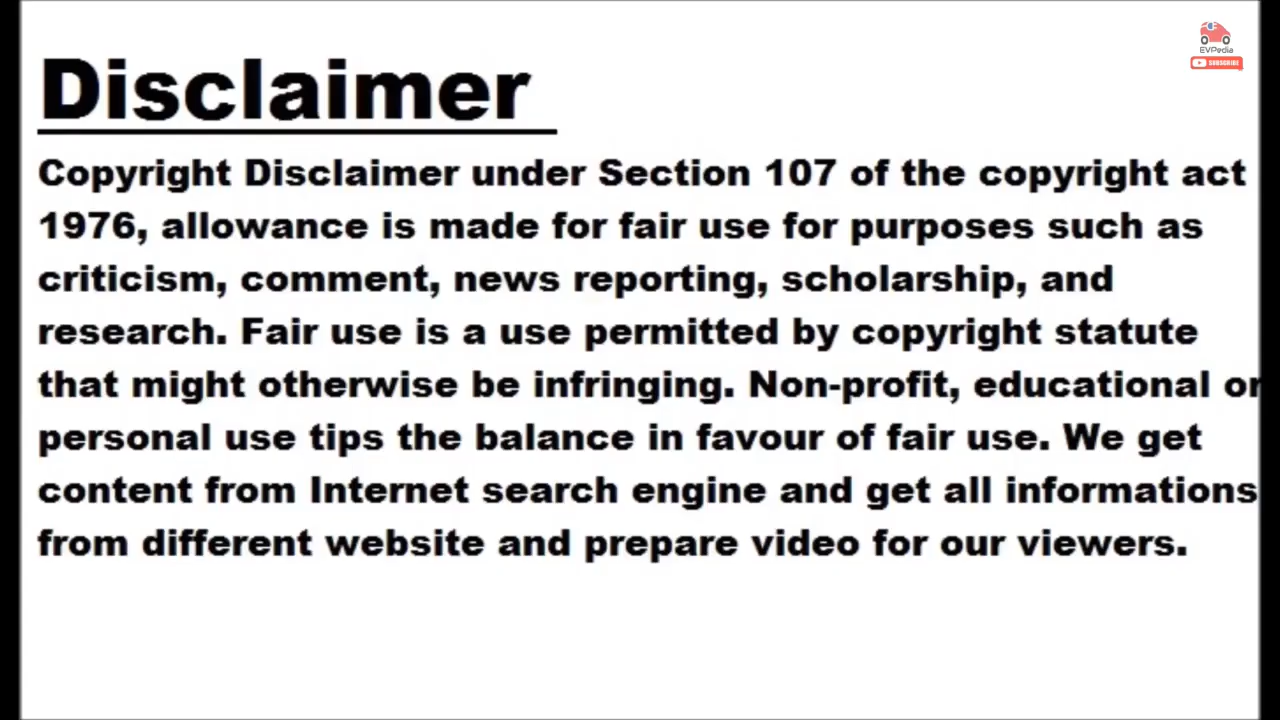 EVPedia
SUBSCRIBE
Disclaimer
Copyright Disclaimer under Section 107 of the copyright act
1976, allowance is made for fair use for purposes such as
criticism, comment, news reporting, scholarship, and
research. Fair use is a use permitted by copyright statute
that might otherwise be infringing. Non-profit, educational or
personal use tips the balance in favour of fair use. We get
content from Internet search engine and get all informations
from different website and prepare video for our viewers.